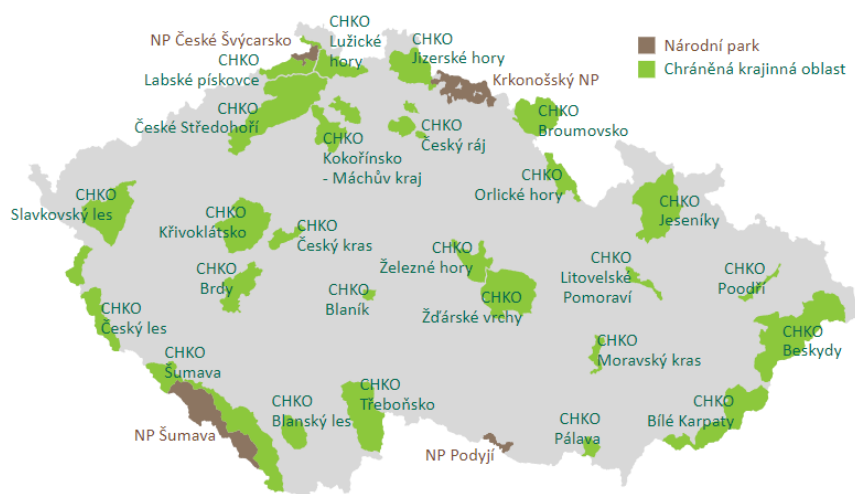 NP České Švýcarsko
CHKO
Lužické
hory
CHKO
Jizerské hory
Národní park
Chráněná krajinná oblast
CHKO
Labské pískovce
Krkonošský NP
CHKO
České Středohoří
CHKO
Kokořínsko
- Máchův kraj
CHKO
Český ráj
CHKO
Broumovsko
CHKO
Orlické hory
CHKO
Jeseníky
CHKO
Slavkovský les
CHKO
Křivoklátsko
CHKO
Český kras
CHKO
Železné hory
CHKO
Litovelské
Pomoraví
CHKO
Poodří
CHKO
Brdy
CHKO
Blaník
CHKO
Žďárské vrchy
CHKO
Český les
CHKO
Moravský kras
CHKO
Beskydy
CHKO
Šumava
CHKO
Třeboňsko
CHKO
Blanský les
CHKO
Bílé Karpaty
NP Šumava
CHKO
Pálava
NP Podyjí